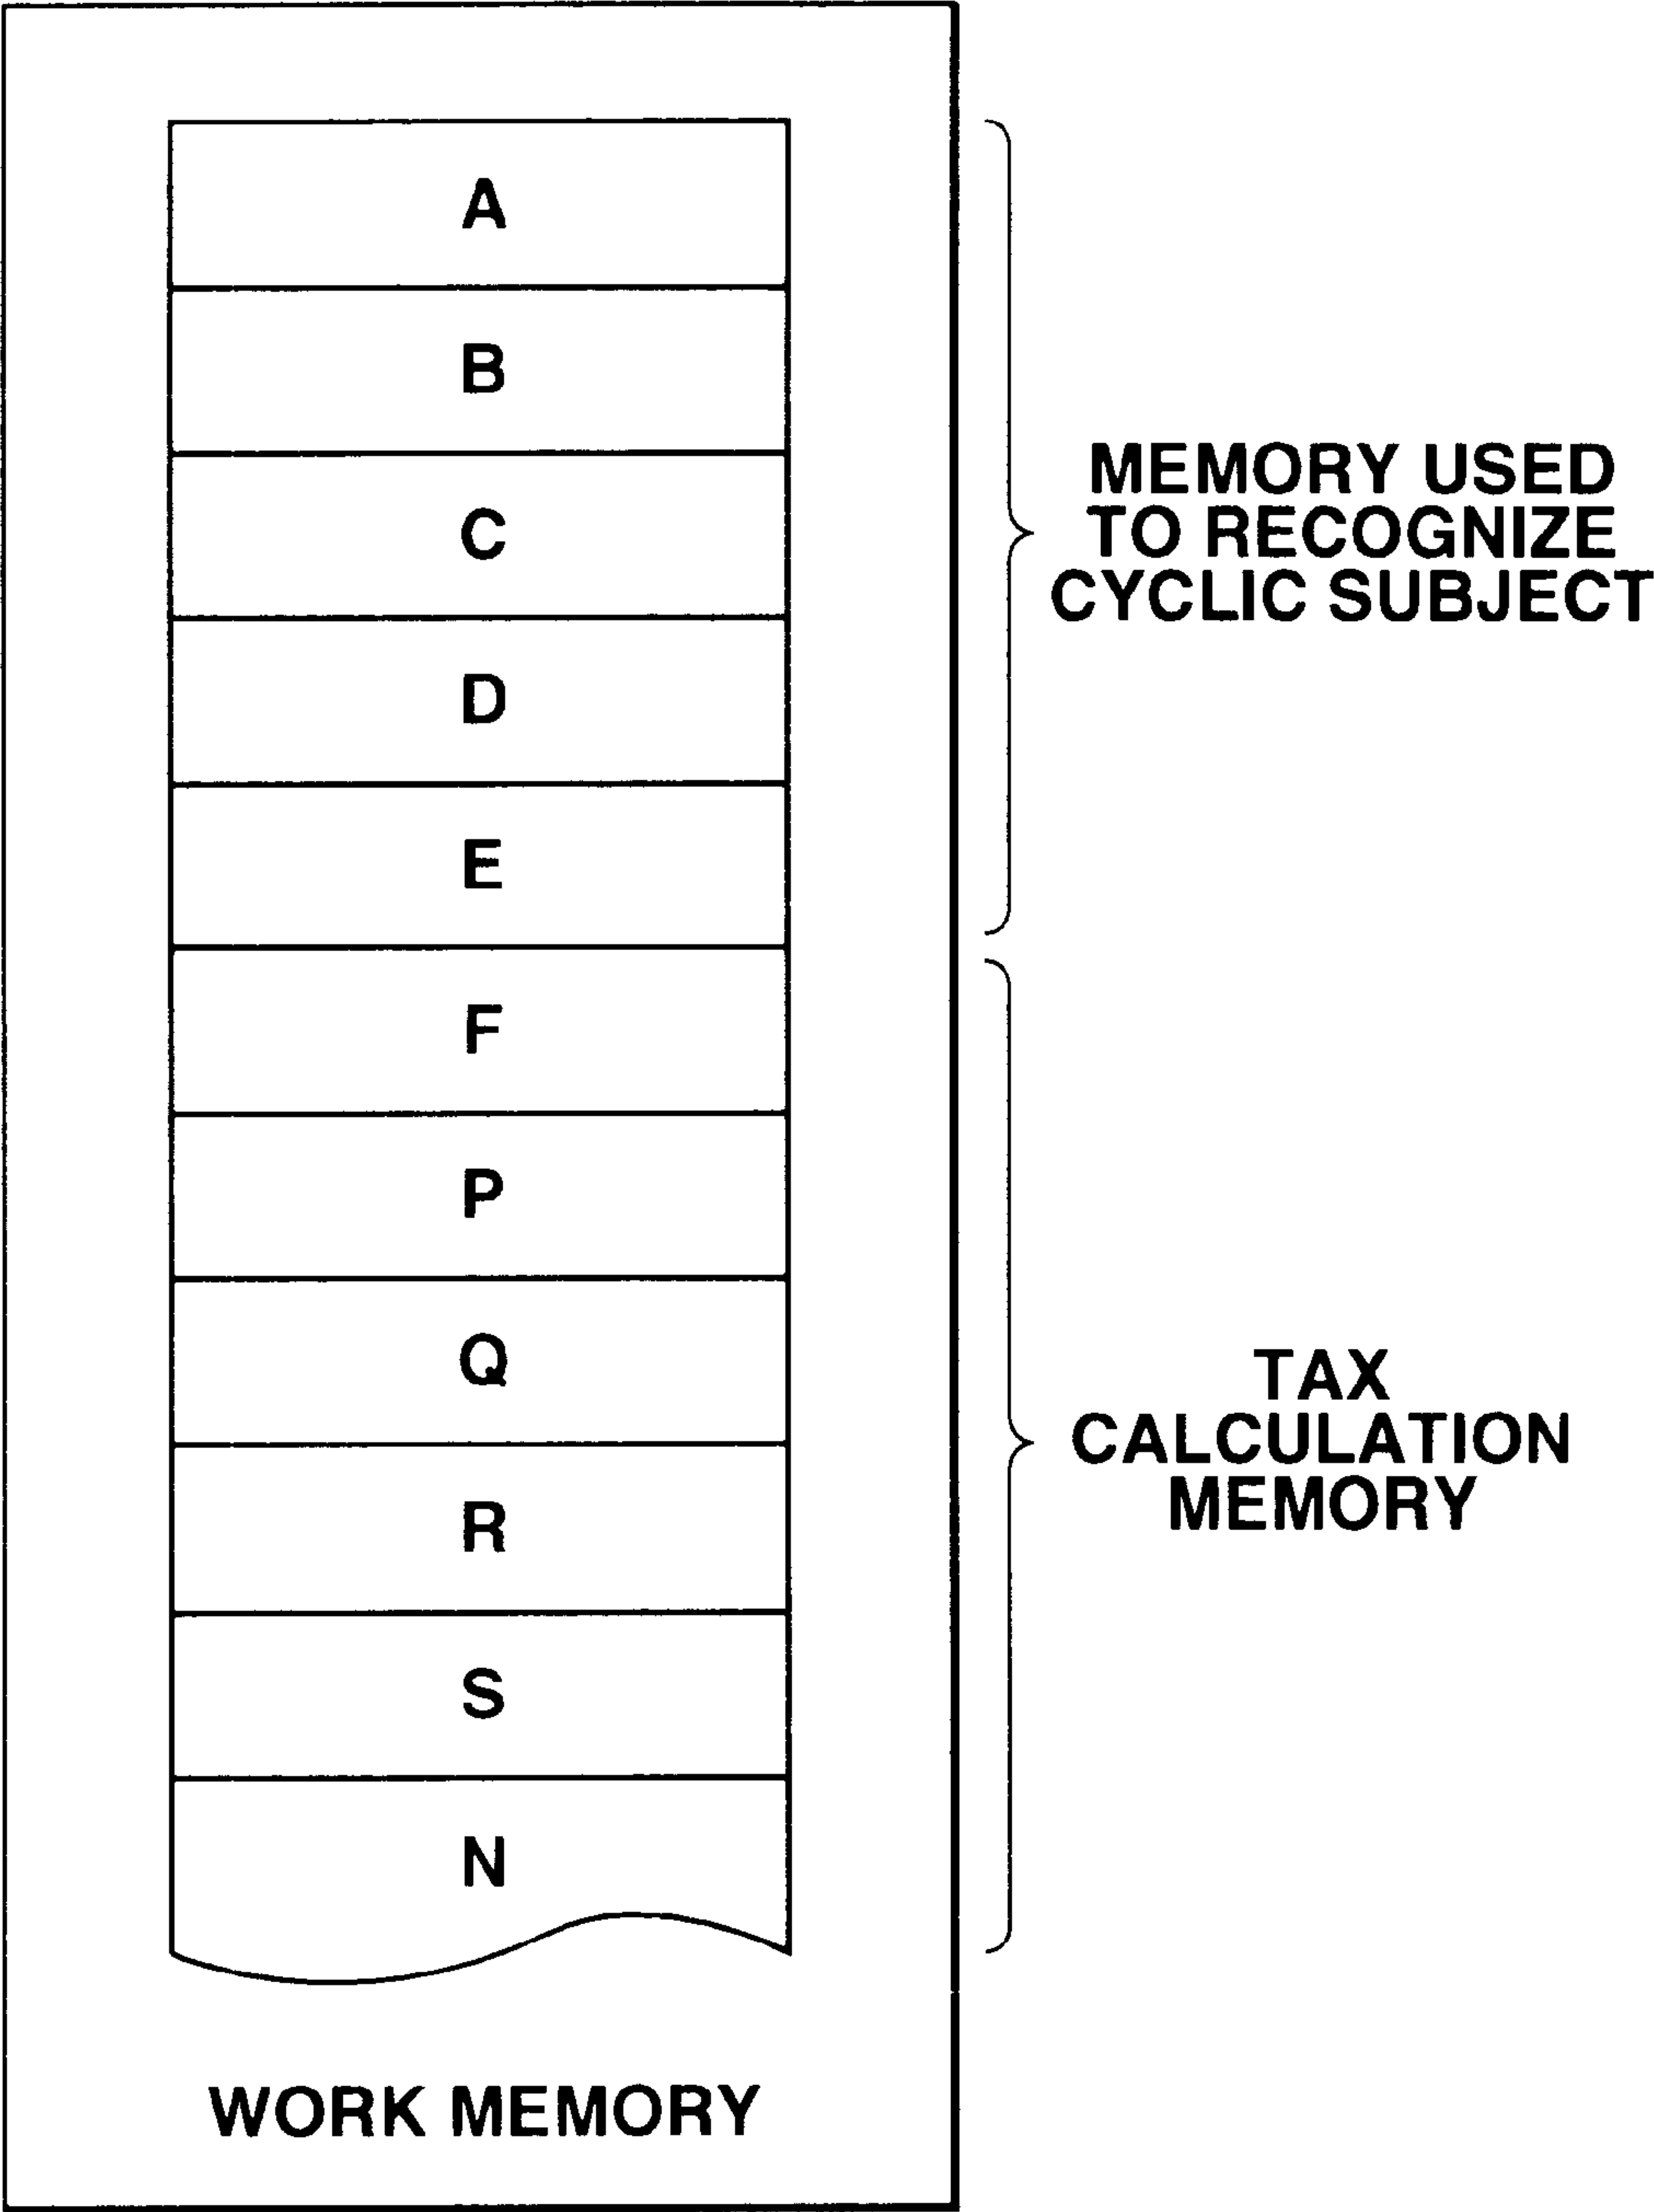 A
B
C
D
E
F
P
Q
R
S
N
MEMORY USED
TO RECOGNIZE
CYCLIC SUBJECT
TAX
CALCULATION
MEMORY
WORK MEMORY